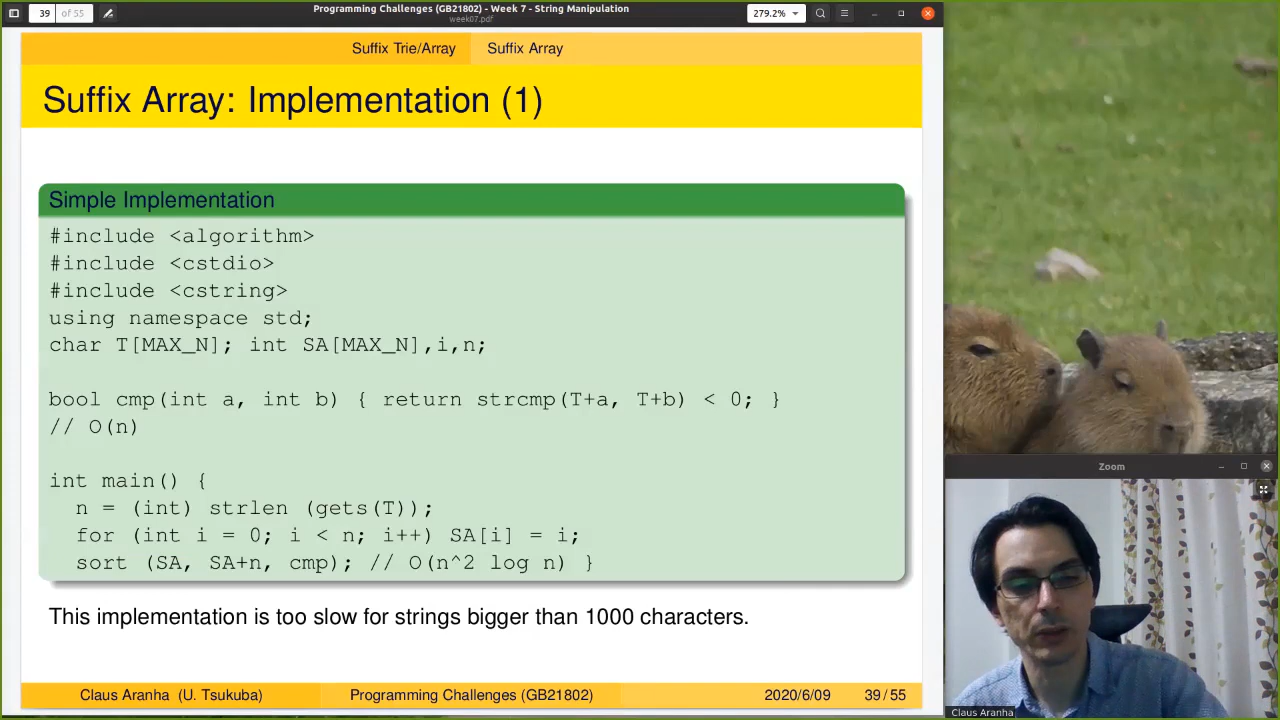 39 of 55
Programming Challenges (GB21802) - Week 7 - String Manipulation
week07.pdf
279.2%
Suffix Trie/Array
Suffix Array
Suffix Array: Implementation (1)
Simple Implementation
#include <algorithm>
#include <cstdio>
#include <cstring>
using namespace std;
char T[MAX_N]; int SA[MAX_N],i,n;
bool cmp(int a, int b) { return strcmp(T+a, T+b) < 0; }
// O(n)
int main() {
n = (int) strlen (gets(T));
for (int i = 0; i < n; i++) SA[i] = i;
sort (SA, SA+n, cmp); // O(n^2 log n) }
This implementation is too slow for strings bigger than 1000 characters.
Claus Aranha (U. Tsukuba)
Programming Challenges (GB21802)
2020/6/09
39 / 55
Zoom
Claus Aranha